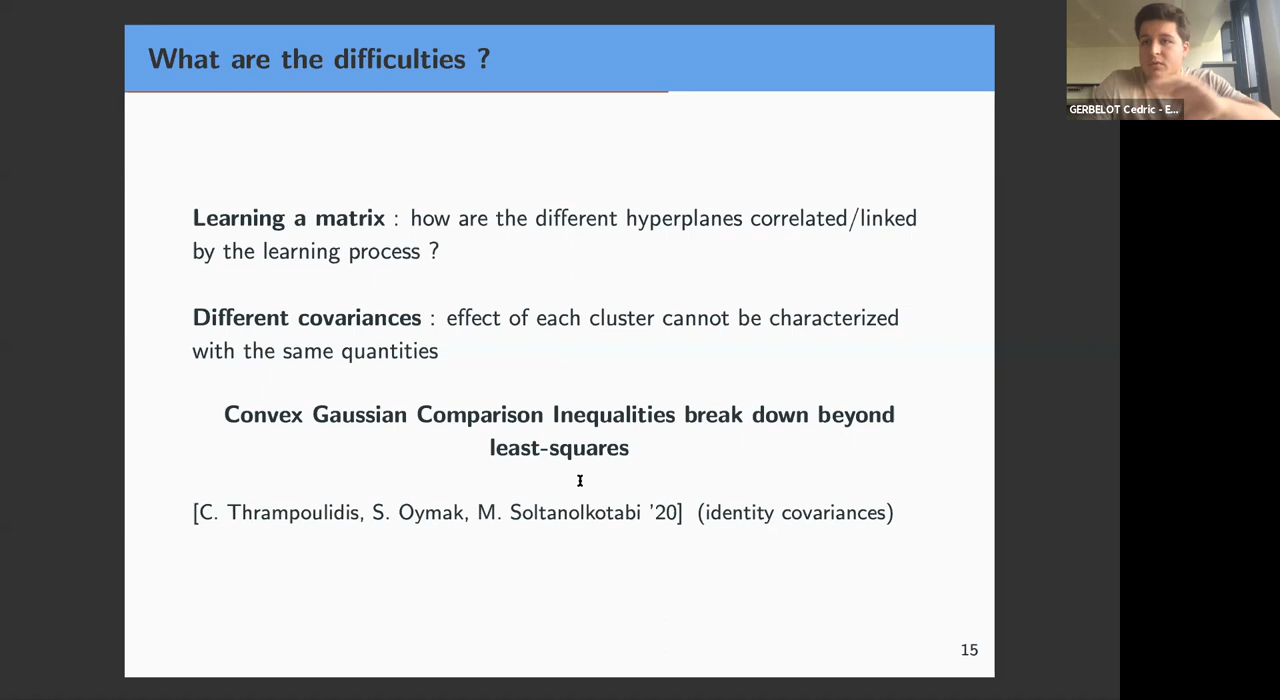 What are the difficulties ?
GERBELOT Cedric - E...
Learning a matrix : how are the different hyperplanes correlated/linked
by the learning process ?
Different covariances : effect of each cluster cannot be characterized
with the same quantities
Convex Gaussian Comparison Inequalities break down beyond
least-squares
[C. Thrampoulidis, S. Oymak, M. Soltanolkotabi '20] (identity covariances)
15